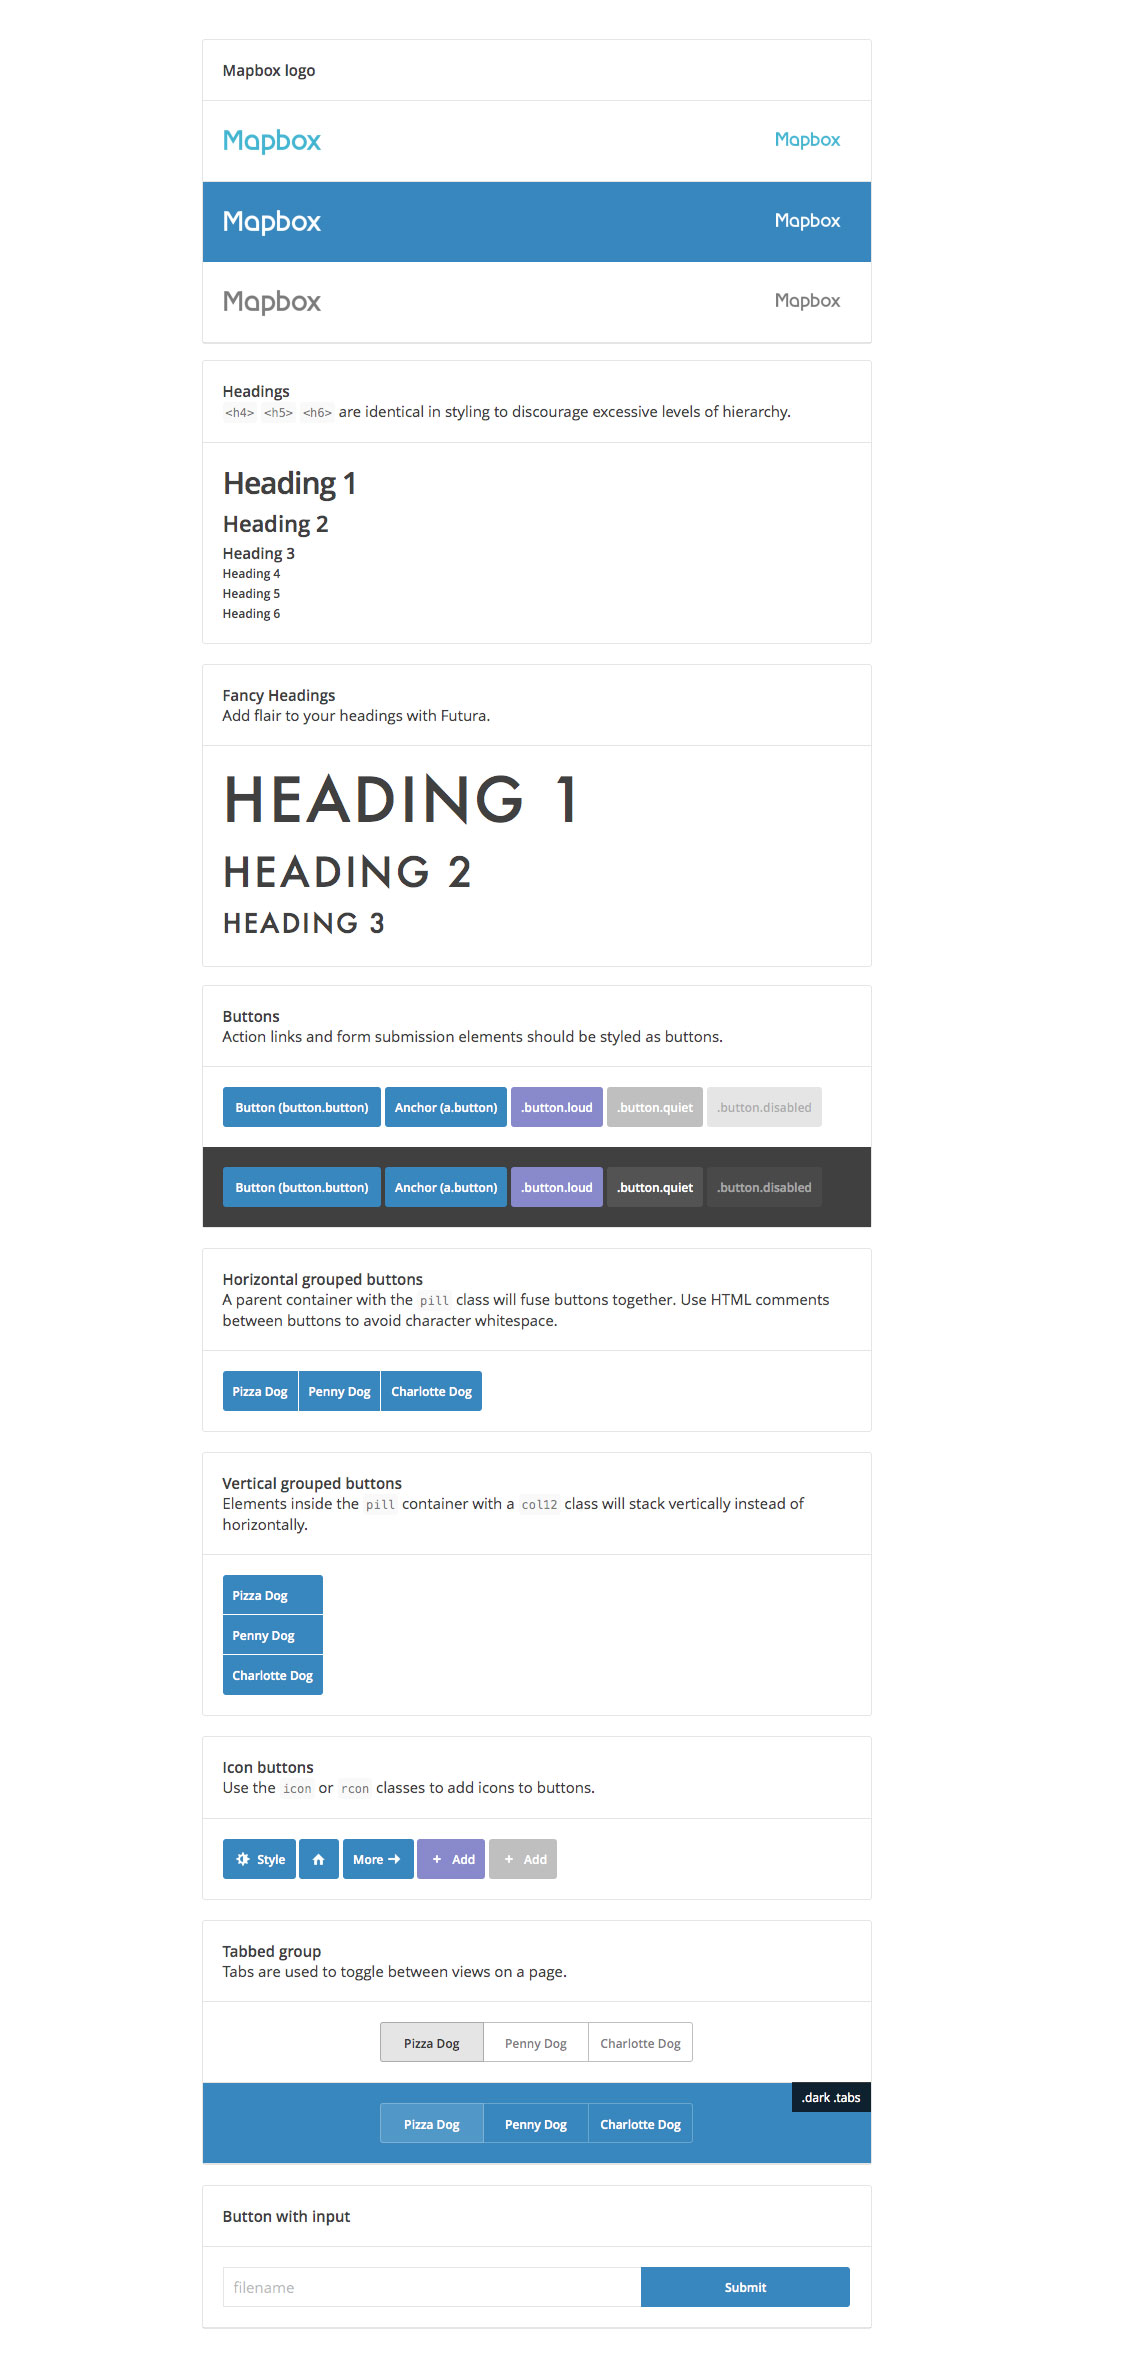 Mapbox logo
Mapbox Mapbox
Mapbox Mapbox
Mapbox Mapbox
Headings
<h4> <h5> <h6> are identical in styling to discourage excessive levels of hierarchy.
Heading 1
Heading 2
Heading 3
Heading 4
Heading 5
Heading 6
Fancy Headings
Add flair to your headings with Futura.
HEADING 1
HEADING 2
HEADING 3
Buttons
Action links and form submission elements should be styled as buttons.
Button (button.button) Anchor (a.button) .button.loud .button.quiet .button.disabled
Button (button.button) Anchor (a.button) .button.loud .button.quiet .button.disabled
Horizontal grouped buttons
A parent container with the pill class will fuse buttons together. Use HTML comments
between buttons to avoid character whitespace.
Pizza Dog Penny Dog Charlotte Dog
Vertical grouped buttons
Elements inside the pill container with a col12 class will stack vertically instead of
horizontally.
Pizza Dog
Penny Dog
Charlotte Dog
Icon buttons
Use the icon or rcon classes to add icons to buttons.
Style More + Add + Add
Tabbed group
Tabs are used to toggle between views on a page.
Pizza Dog Penny Dog Charlotte Dog
.dark .tabs
Pizza Dog Penny Dog Charlotte Dog
Button with input
filename Submit